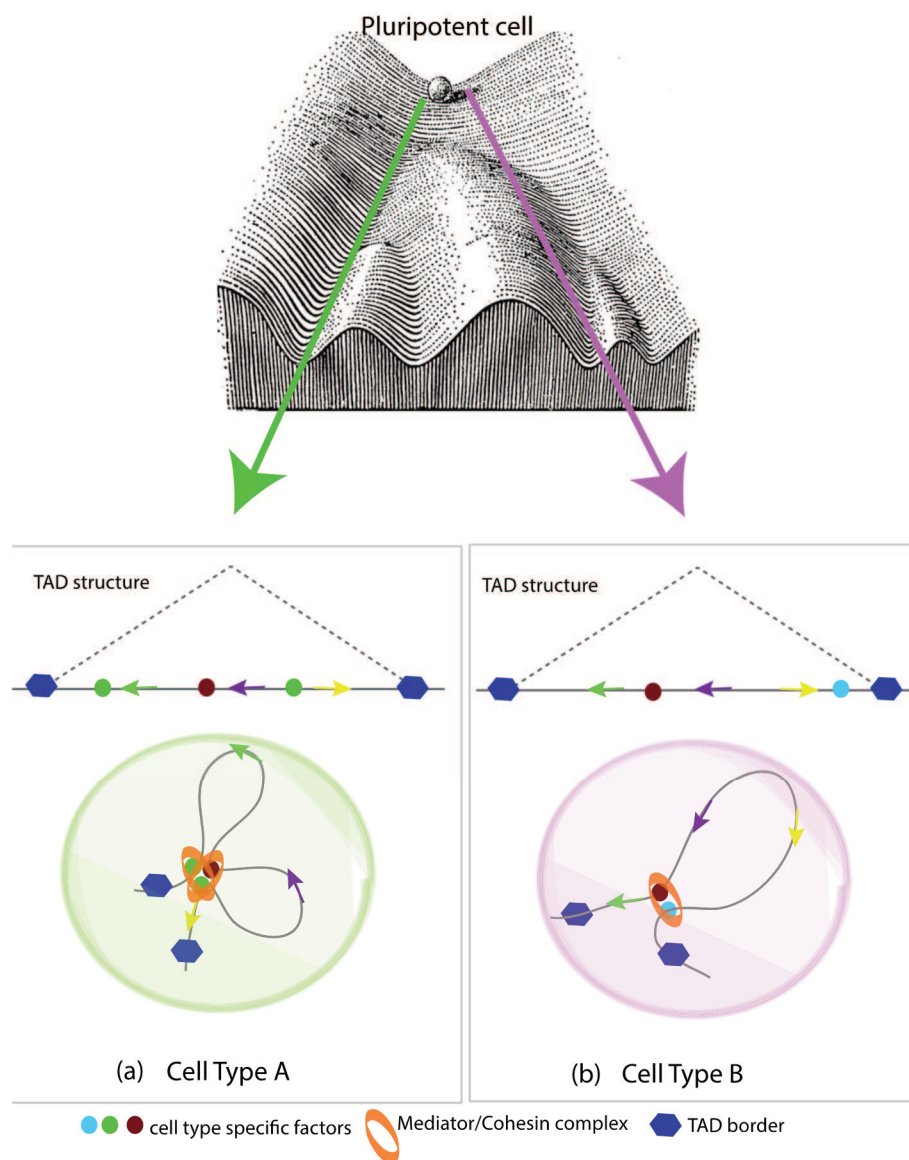 Pluripotent cell
TAD structure
TAD structure
(a) Cell Type A
(b) Cell Type B
cell type specific factors
Mediator/Cohesin complex
TAD border